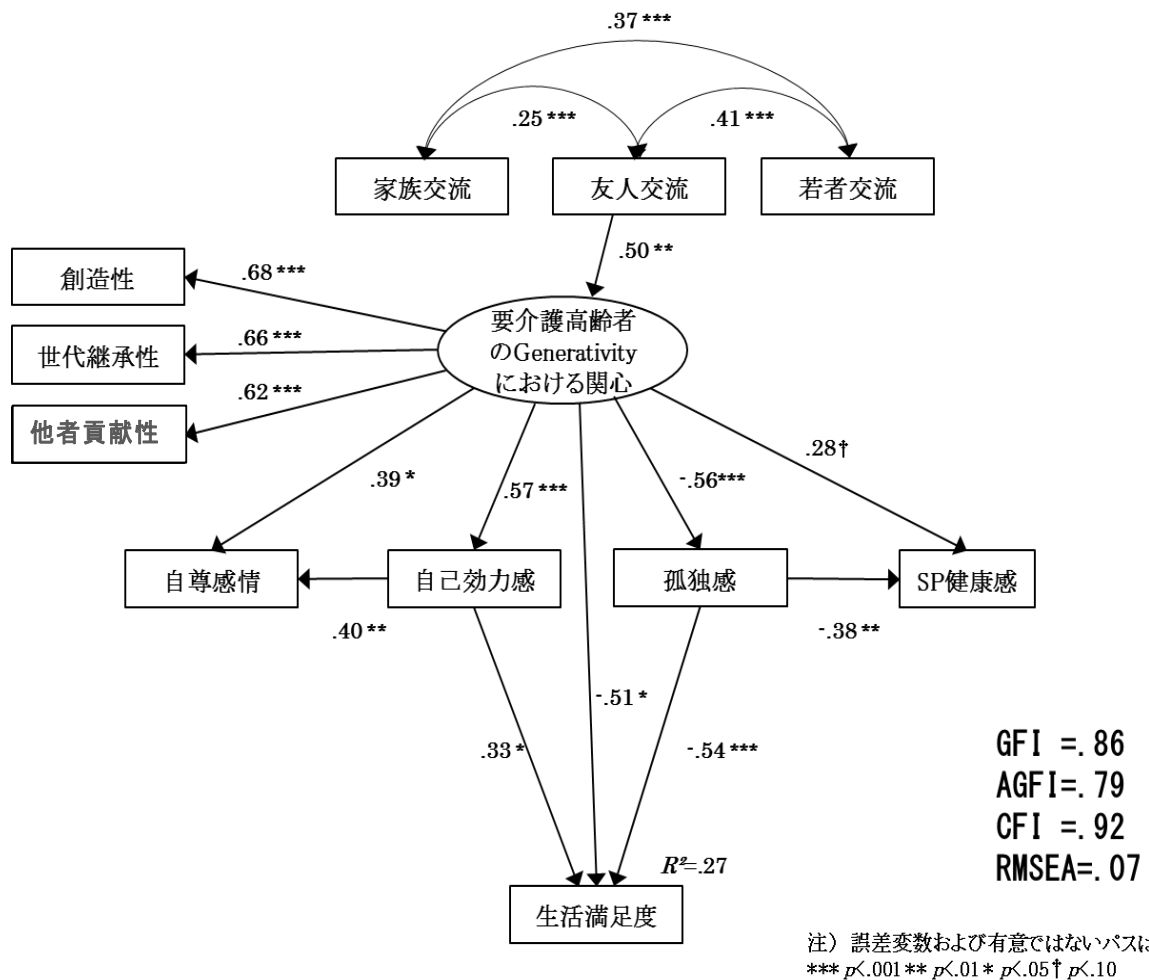 .37 ***
.25 ***
.41 ***
家族交流
友人交流
若者交流
.50 **
創造性
.68 ***
世代継承性
.66 ***
他者貢献性
.62 ***
要介護高齢者
のGenerativity
における関心
.39 *
.57 ***
-.56***
.28†
自尊感情
自己効力感
孤独感
SP健康感
.40 **
-.38 **
.33 *
-.51 *
-.54 ***
R²=.27
生活満足度
GFI =.86
AGFI=.79
CFI =.92
RMSEA=.07
注） 誤差変数および有意ではないパスは
*** p<.001 ** p<.01 * p<.05 † p<.10